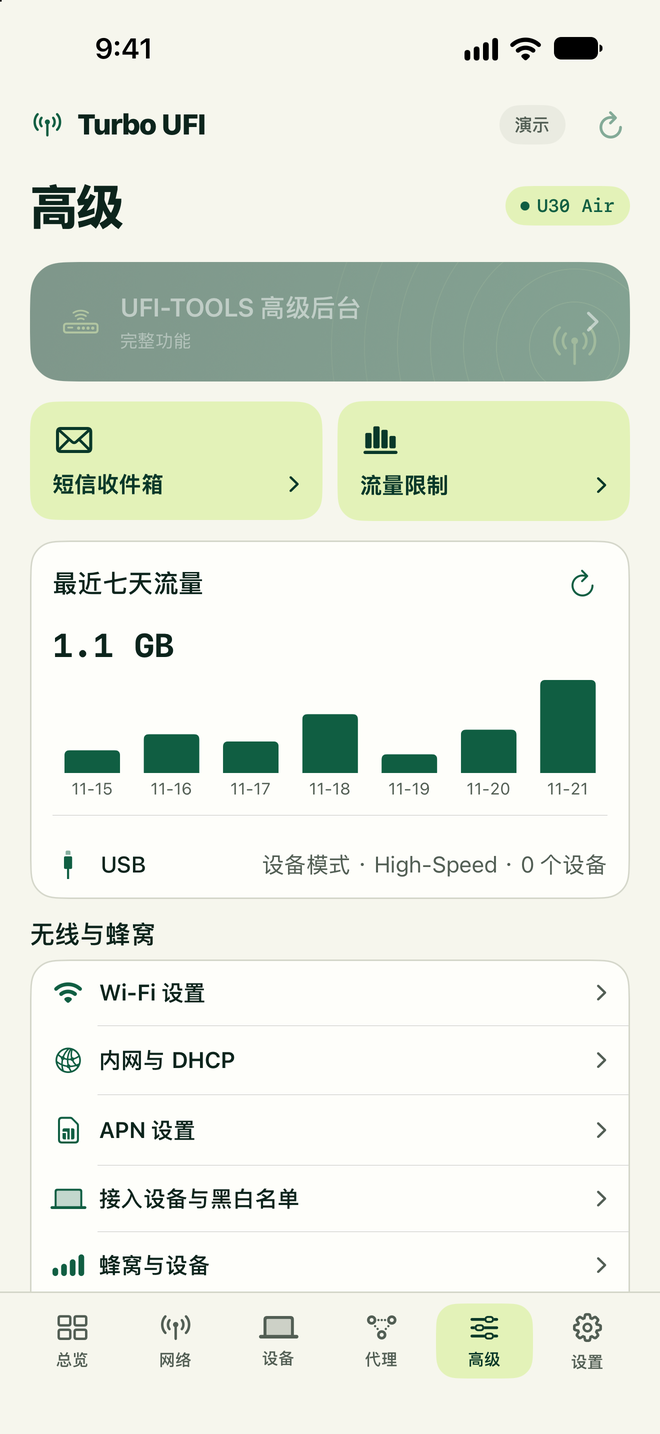 9:41
Turbo UFI
演示
高级
U30 Air
UFI-TOOLS 高级后台
完整功能
短信收件箱
流量限制
最近七天流量
1.1 GB
11-15 11-16 11-17 11-18 11-19 11-20 11-21
USB 设备模式 · High-Speed · 0 个设备
无线与蜂窝
Wi-Fi 设置
内网与 DHCP
APN 设置
接入设备与黑白名单
蜂窝与设备
总览 网络 设备 代理 高级 设置